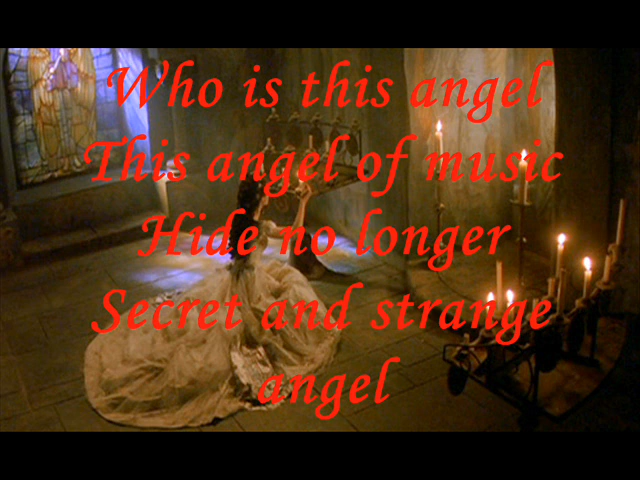 Who is this angel
This angel of music
Hide no longer
Secret and strange
angel